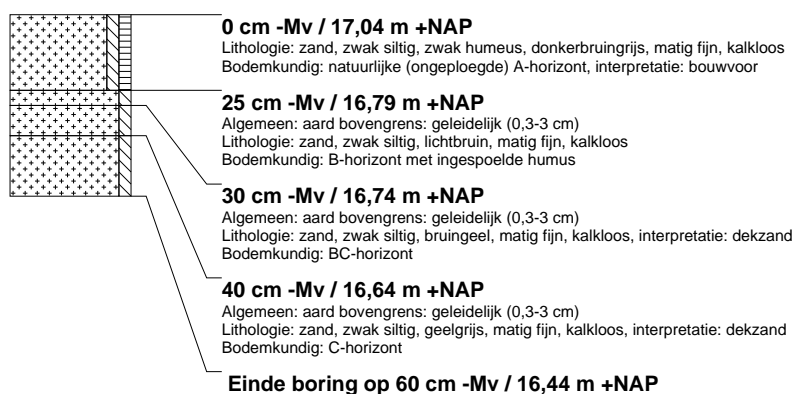 0 cm -Mv / 17,04 m +NAP
Lithologie: zand, zwak siltig, zwak humeus, donkerbruingrijs, matig fijn, kalkloos
Bodemkundig: natuurlijke (ongeploegde) A-horizont, interpretatie: bouwvoor
25 cm -Mv / 16,79 m +NAP
Algemeen: aard bovengrens: geleidelijk (0,3-3 cm)
Lithologie: zand, zwak siltig, lichtbruin, matig fijn, kalkloos
Bodemkundig: B-horizont met ingespoelde humus
30 cm -Mv / 16,74 m +NAP
Algemeen: aard bovengrens: geleidelijk (0,3-3 cm)
Lithologie: zand, zwak siltig, bruingeel, matig fijn, kalkloos, interpretatie: dekzand
Bodemkundig: BC-horizont
40 cm -Mv / 16,64 m +NAP
Algemeen: aard bovengrens: geleidelijk (0,3-3 cm)
Lithologie: zand, zwak siltig, geelgrijs, matig fijn, kalkloos, interpretatie: dekzand
Bodemkundig: C-horizont
Einde boring op 60 cm -Mv / 16,44 m +NAP